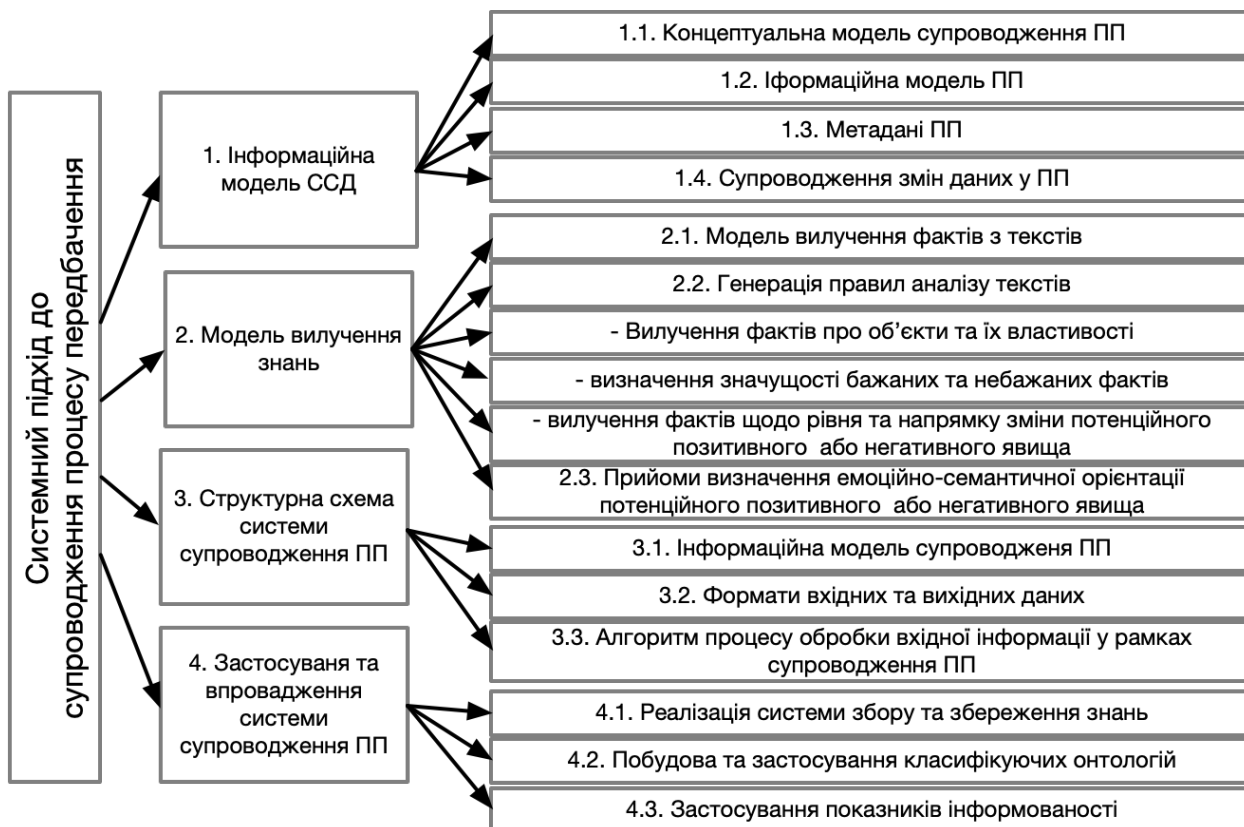 Системний підхід до
супроводження процесу передбачення
1. Інформаційна
модель ССД
1.1. Концептуальна модель супроводження ПП
1.2. Іформаційна модель ПП
1.3. Метадані ПП
1.4. Супроводження змін даних у ПП
2. Модель вилучення
знань
2.1. Модель вилучення фактів з текстів
2.2. Генерація правил аналізу текстів
- Вилучення фактів про об’єкти та їх властивості
- визначення значущості бажаних та небажаних фактів
- вилучення фактів щодо рівня та напрямку зміни потенційного
позитивного або негативного явища
2.3. Прийоми визначення емоційно-семантичної орієнтації
потенційного позитивного або негативного явища
3. Структурна схема
системи
супроводження ПП
3.1. Інформаційна модель супроводженя ПП
3.2. Формати вхідних та вихідних даних
3.3. Алгоритм процесу обробки вхідної інформації у рамках
супроводження ПП
4. Застосуваня та
впровадження
системи
супроводження ПП
4.1. Реалізація системи збору та збереження знань
4.2. Побудова та застосування класифікуючих онтологій
4.3. Застосування показників інформованості